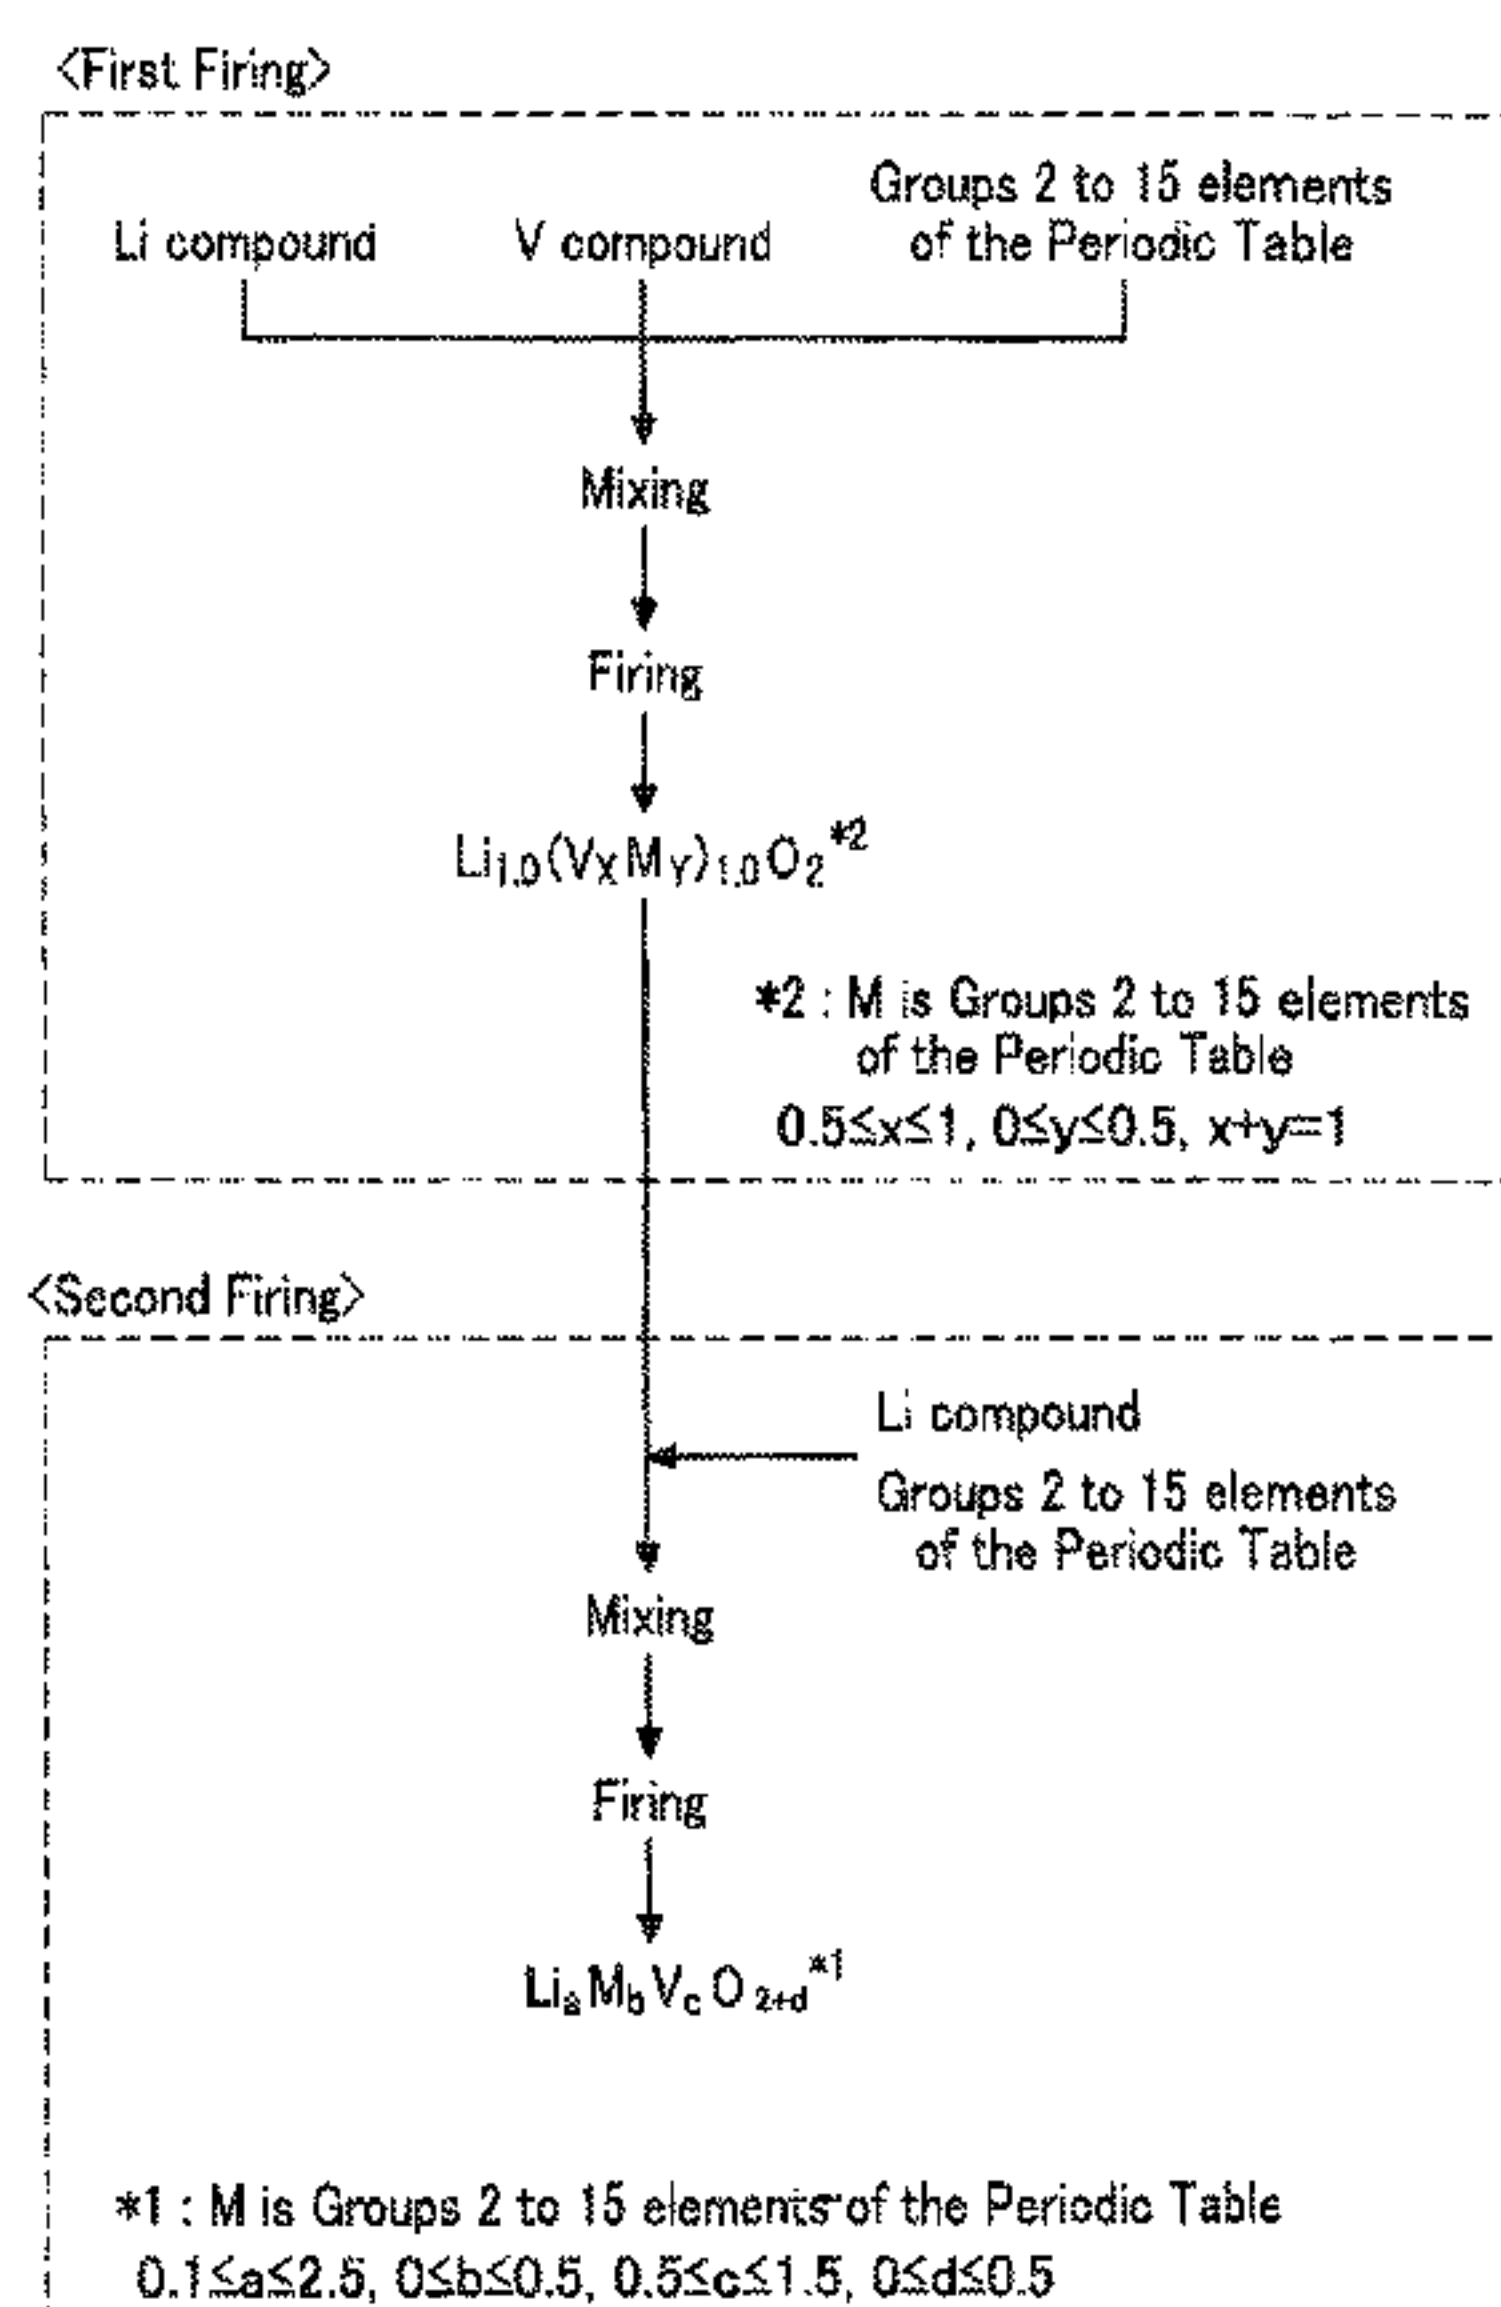 <First Firing>
Groups 2 to 15 elements
of the Periodic Table
Li compound
V compound
Mixing
Firing
Li1.0(VXMY)1.0O2*2
*2 : M is Groups 2 to 15 elements
of the Periodic Table
0.5≦x≦1, 0≦y≦0.5, x+y=1
<Second Firing>
Li compound
Groups 2 to 15 elements
of the Periodic Table
Mixing
Firing
LiaMbVcO2+d*1
*1 : M is Groups 2 to 15 elements of the Periodic Table
0.1≦a≦2.5, 0≦b≦0.5, 0.5≦c≦1.5, 0≦d≦0.5